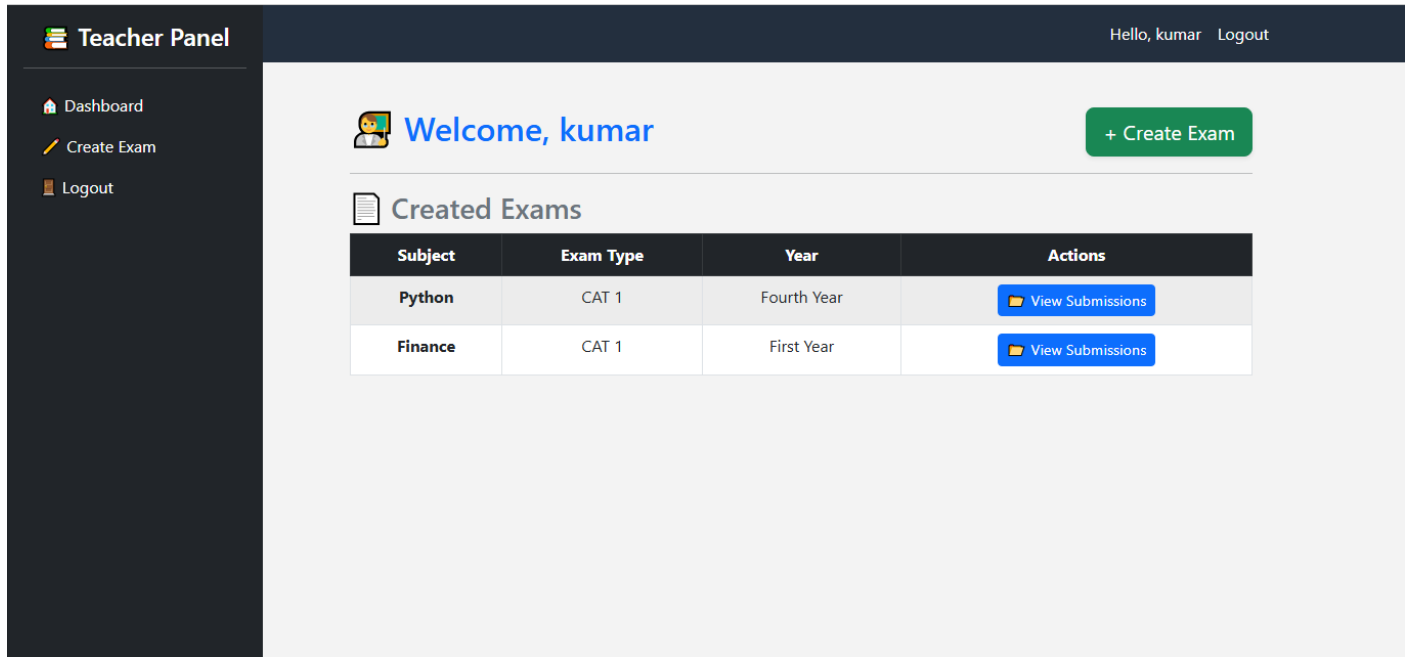 Teacher Panel
Hello, kumar Logout
Dashboard
Create Exam
Logout
Welcome, kumar
+ Create Exam
Created Exams
Subject Exam Type Year Actions
Python CAT 1 Fourth Year View Submissions
Finance CAT 1 First Year View Submissions